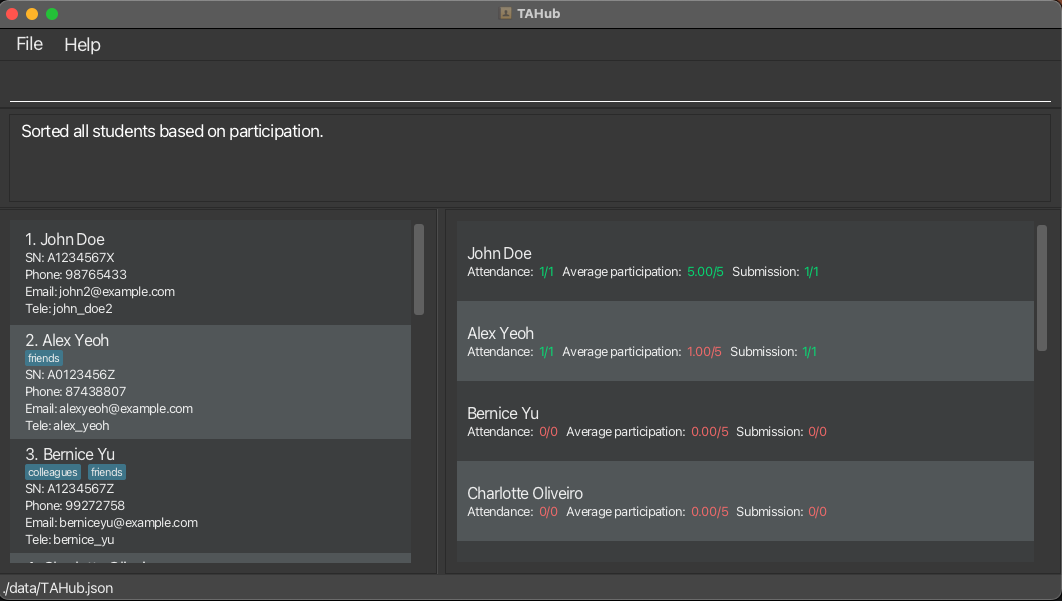 TAHub
File Help
Sorted all students based on participation.
1. John Doe
SN: A1234567X
Phone: 98765433
Email: john2@example.com
Tele: john_doe2
2. Alex Yeoh
friends
SN: A0123456Z
Phone: 87438807
Email: alexyeoh@example.com
Tele: alex_yeoh
3. Bernice Yu
colleagues friends
SN: A1234567Z
Phone: 99272758
Email: berniceyu@example.com
Tele: bernice_yu
John Doe
Attendance: 1/1 Average participation: 5.00/5 Submission: 1/1
Alex Yeoh
Attendance: 1/1 Average participation: 1.00/5 Submission: 1/1
Bernice Yu
Attendance: 0/0 Average participation: 0.00/5 Submission: 0/0
Charlotte Oliveiro
Attendance: 0/0 Average participation: 0.00/5 Submission: 0/0
./data/TAHub.json